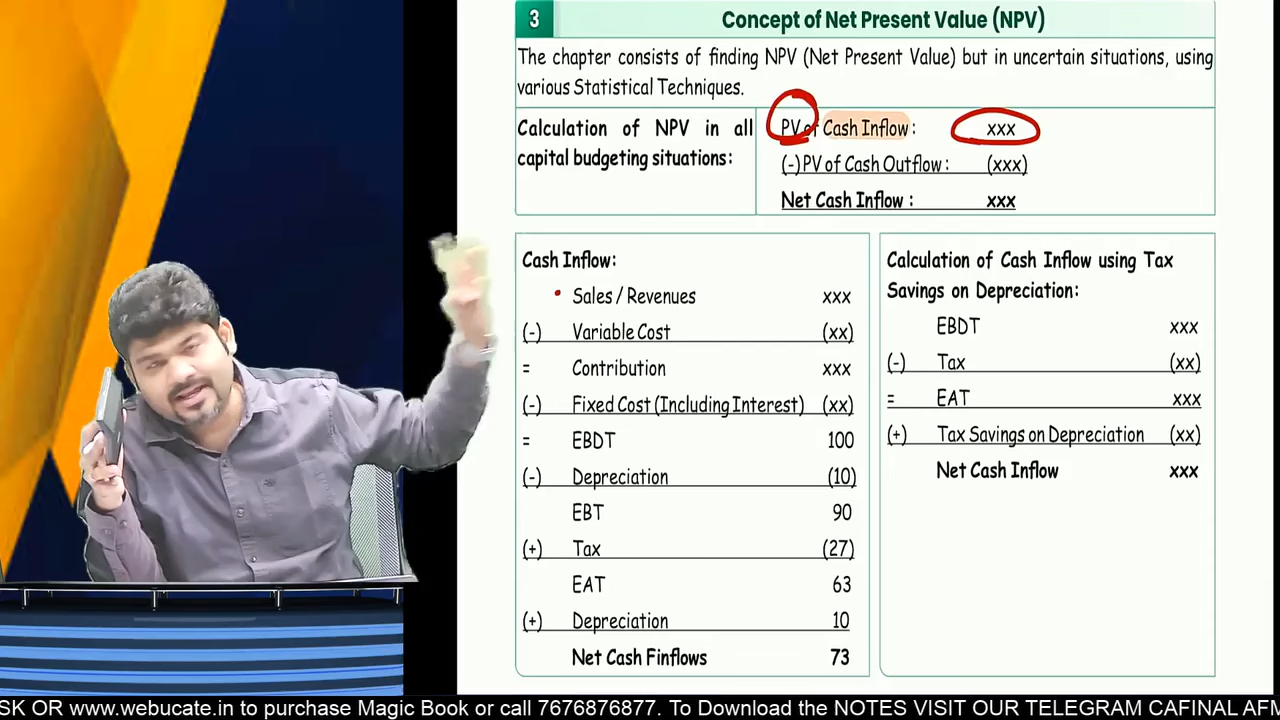 3 Concept of Net Present Value (NPV)
The chapter consists of finding NPV (Net Present Value) but in uncertain situations, using
various Statistical Techniques.
Calculation of NPV in all
capital budgeting situations:
PV of Cash Inflow : xxx
(-) PV of Cash Outflow : (xxx)
Net Cash Inflow : xxx
Cash Inflow:
Sales / Revenues xxx
(-) Variable Cost (xx)
= Contribution xxx
(-) Fixed Cost (Including Interest) (xx)
= EBDT 100
(-) Depreciation (10)
EBT 90
(+) Tax (27)
EAT 63
(+) Depreciation 10
Net Cash Finflows 73
Calculation of Cash Inflow using Tax
Savings on Depreciation:
EBDT xxx
(-) Tax (xx)
= EAT xxx
(+) Tax Savings on Depreciation (xx)
Net Cash Inflow xxx
SK OR www.webucate.in to purchase Magic Book or call 7676876877. To Download the NOTES VISIT OUR TELEGRAM CAFINAL AFM